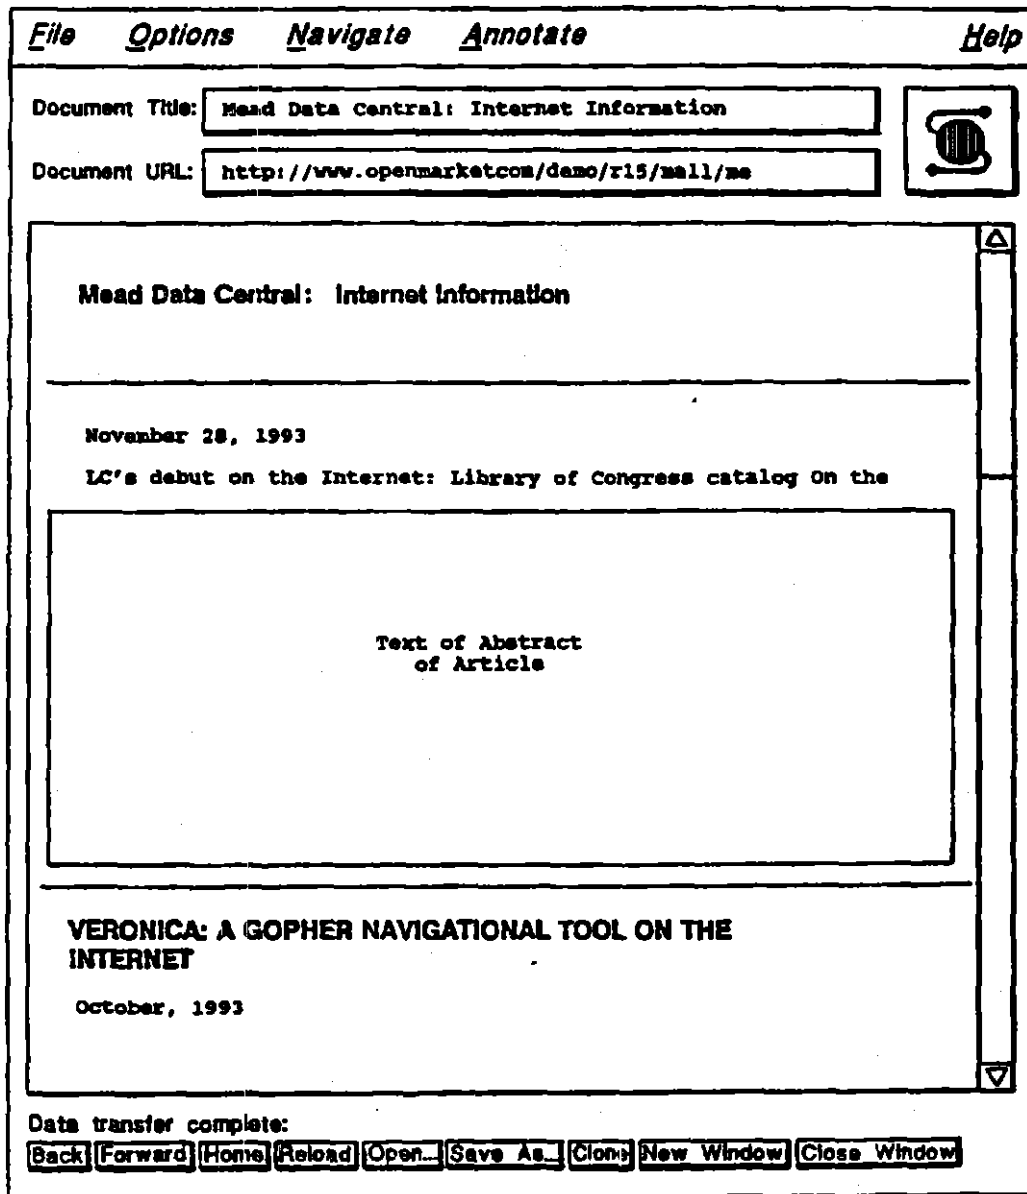 File Options Navigate Annotate Help
Document Title: Mead Data Central: Internet Information
Document URL: http://www.openmarketcom/demo/r15/mall/me
Mead Data Central: Internet Information
November 28, 1993
LC's debut on the Internet: Library of Congress catalog On the
Text of Abstract
of Article
VERONICA: A GOPHER NAVIGATIONAL TOOL ON THE
INTERNET
October, 1993
Data transfer complete:
Back Forward Home Reload Open... Save As... Clone New Window Close Window